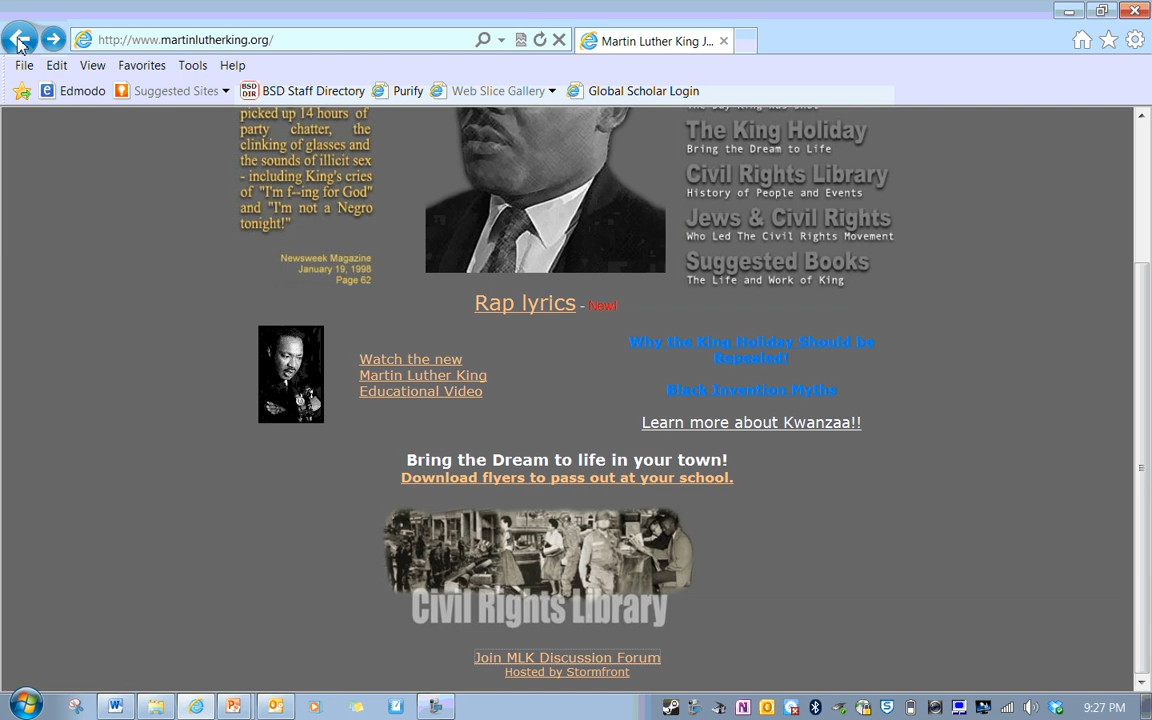 http://www.martinlutherking.org/
Martin Luther King J...
File Edit View Favorites Tools Help
Edmodo Suggested Sites BSD DIR BSD Staff Directory Purify Web Slice Gallery Global Scholar Login
picked up 14 hours of
party chatter, the
clinking of glasses and
the sounds of illicit sex
- including King's cries
of "I'm f--ing for God"
and "I'm not a Negro
tonight!"
Newsweek Magazine
January 19, 1998
Page 62
The King Holiday
Bring the Dream to Life
Civil Rights Library
History of People and Events
Jews & Civil Rights
Who Led The Civil Rights Movement
Suggested Books
The Life and Work of King
Rap lyrics - New!
Watch the new
Martin Luther King
Educational Video
Why the King Holiday Should be
Repealed!
Black Invention Myths
Learn more about Kwanzaa!!
Bring the Dream to life in your town!
Download flyers to pass out at your school.
Civil Rights Library
Join MLK Discussion Forum
Hosted by Stormfront
9:27 PM